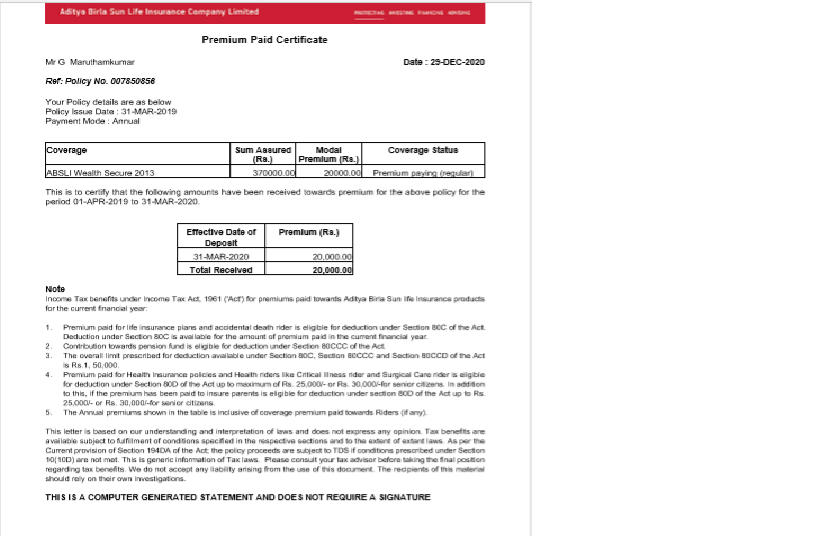 Aditya Birla Sun Life Insurance Company Limited
PROTECTING INVESTING FINANCING ADVISING
Premium Paid Certificate
Mr G Maruthamkumar Date : 29-DEC-2020
Ref: Policy No. 007850856
Your Policy details are as below
Policy Issue Date : 31-MAR-2019
Payment Mode : Annual
Coverage Sum Assured (Rs.) Modal Premium (Rs.) Coverage Status
ABSLI Wealth Secure 2013 370000.00 20000.00 Premium paying (regular)
This is to certify that the following amounts have been received towards premium for the above policy for the
period 01-APR-2019 to 31-MAR-2020.
Effective Date of Deposit Premium (Rs.)
31-MAR-2020 20,000.00
Total Received 20,000.00
Note
Income Tax benefits under Income Tax Act, 1961 ('Act') for premiums paid towards Aditya Birla Sun life Insurance products
for the current financial year:
1. Premium paid for life insurance plans and accidental death rider is eligible for deduction under Section 80C of the Act.
Deduction under Section 80C is available for the amount of premium paid in the current financial year.
2. Contribution towards pension fund is eligible for deduction under Section 80CCC of the Act.
3. The overall limit prescribed for deduction available under Section 80C, Section 80CCC and Section 80CCD of the Act
is Rs.1, 50,000.
4. Premium paid for Health Insurance policies and Health riders like Critical Illness rider and Surgical Care rider is eligible
for deduction under Section 80D of the Act up to maximum of Rs. 25,000/- or Rs. 30,000/-for senior citizens. In addition
to this, if the premium has been paid to insure parents is eligible for deduction under section 80D of the Act up to Rs.
25,000/- or Rs. 30,000/-for senior citizens.
5. The Annual premiums shown in the table is inclusive of coverage premium paid towards Riders (if any).
This letter is based on our understanding and interpretation of laws and does not express any opinion. Tax benefits are
available subject to fulfillment of conditions specified in the respective sections and to the extent of extant laws. As per the
Current provision of Section 194DA of the Act; the policy proceeds are subject to TDS if conditions prescribed under Section
10(10D) are not met. This is generic information of Tax laws. Please consult your tax advisor before taking the final position
regarding tax benefits. We do not accept any liability arising from the use of this document. The recipients of this material
should rely on their own investigations.
THIS IS A COMPUTER GENERATED STATEMENT AND DOES NOT REQUIRE A SIGNATURE